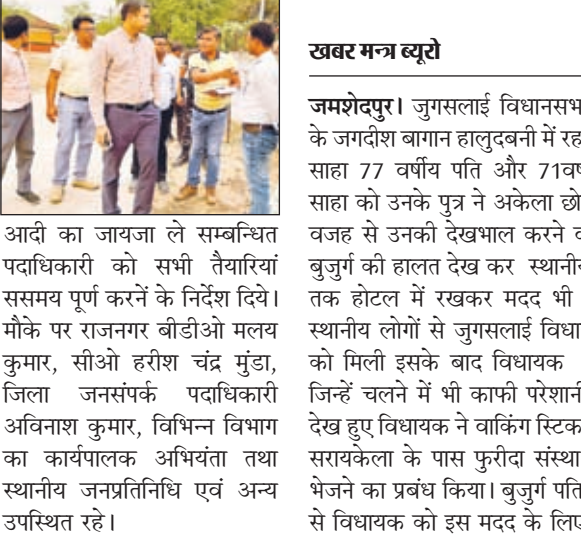 आदी का जायजा ले सम्बन्धित
पदाधिकारी को सभी तैयारियां
ससमय पूर्ण करनें के निर्देश दिये।
मौके पर राजनगर बीडीओ मलय
कुमार, सीओ हरीश चंद्र मुंडा,
जिला जनसंपर्क पदाधिकारी
अविनाश कुमार, विभिन्न विभाग
का कार्यपालक अभियंता तथा
स्थानीय जनप्रतिनिधि एवं अन्य
उपस्थित रहे।
खबर मन्त्र ब्यूरो
जमशेदपुर। जुगसलाई विधानसभ
के जगदीश बागान हालुदबनी में रह
साहा 77 वर्षीय पति और 71वष
साहा को उनके पुत्र ने अकेला छो
वजह से उनकी देखभाल करने व
बुजुर्ग की हालत देख कर स्थानीय
तक होटल में रखकर मदद भी
स्थानीय लोगों से जुगसलाई विधा
को मिली इसके बाद विधायक
जिन्हें चलने में भी काफी परेशानी
देख हुए विधायक ने वाकिंग स्टिक
सरायकेला के पास फुरीदा संस्था
भेजने का प्रबंध किया। बुजुर्ग पति
से विधायक को इस मदद के लिए